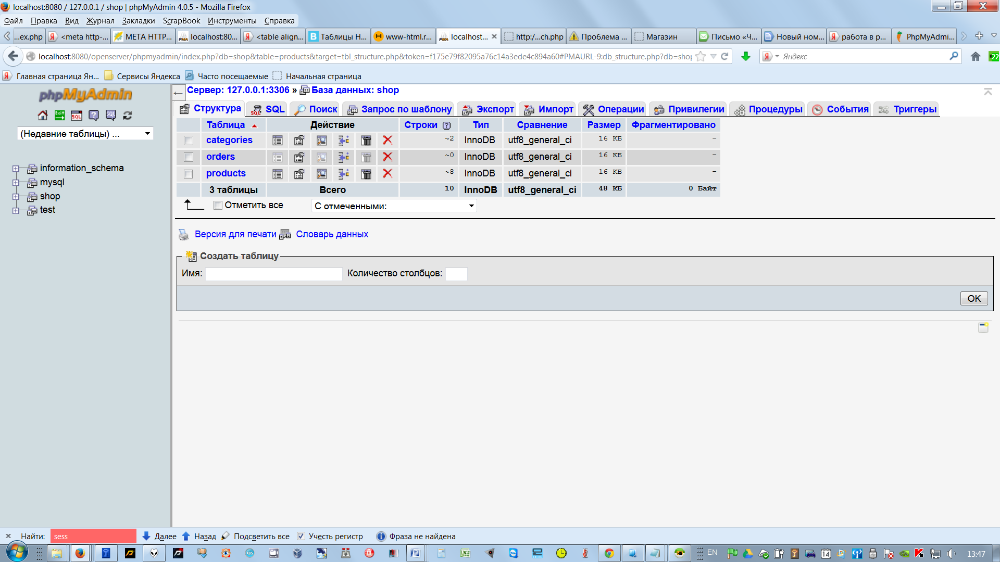 localhost:8080 / 127.0.0.1 / shop | phpMyAdmin 4.0.5 - Mozilla Firefox
Файл Правка Вид Журнал Закладки ScrapBook Инструменты Справка
...ex.php <meta http-... META HTTP... localhost:80... <table align... Таблицы H... www-html.r... localhost... http:/...ch.php Проблема ... Магазин Письмо «Ч... Новый ном... работа в р... PhpMyAdmi...
localhost:8080/openserver/phpmyadmin/index.php?db=shop&table=products&target=tbl_structure.php&token=f175e79f82095a76c14a3ede4c894a60#PMAURL-9:db_structure.php?db=shop Яндекс 22
Главная страница Ян... Сервисы Яндекса Часто посещаемые Начальная страница
phpMyAdmin
(Недавние таблицы) ...
information_schema
mysql
shop
test
Сервер: 127.0.0.1:3306 » База данных: shop
Структура SQL Поиск Запрос по шаблону Экспорт Импорт Операции Привилегии Процедуры События Триггеры
Таблица Действие Строки Тип Сравнение Размер Фрагментировано
categories ~2 InnoDB utf8_general_ci 16 КБ -
orders ~0 InnoDB utf8_general_ci 16 КБ -
products ~8 InnoDB utf8_general_ci 16 КБ -
3 таблицы Всего 10 InnoDB utf8_general_ci 48 КБ 0 Байт
Отметить все С отмеченными:
Версия для печати Словарь данных
Создать таблицу
Имя: Количество столбцов:
OK
Найти: sess Далее Назад Подсветить все Учесть регистр Фраза не найдена
EN 13:47